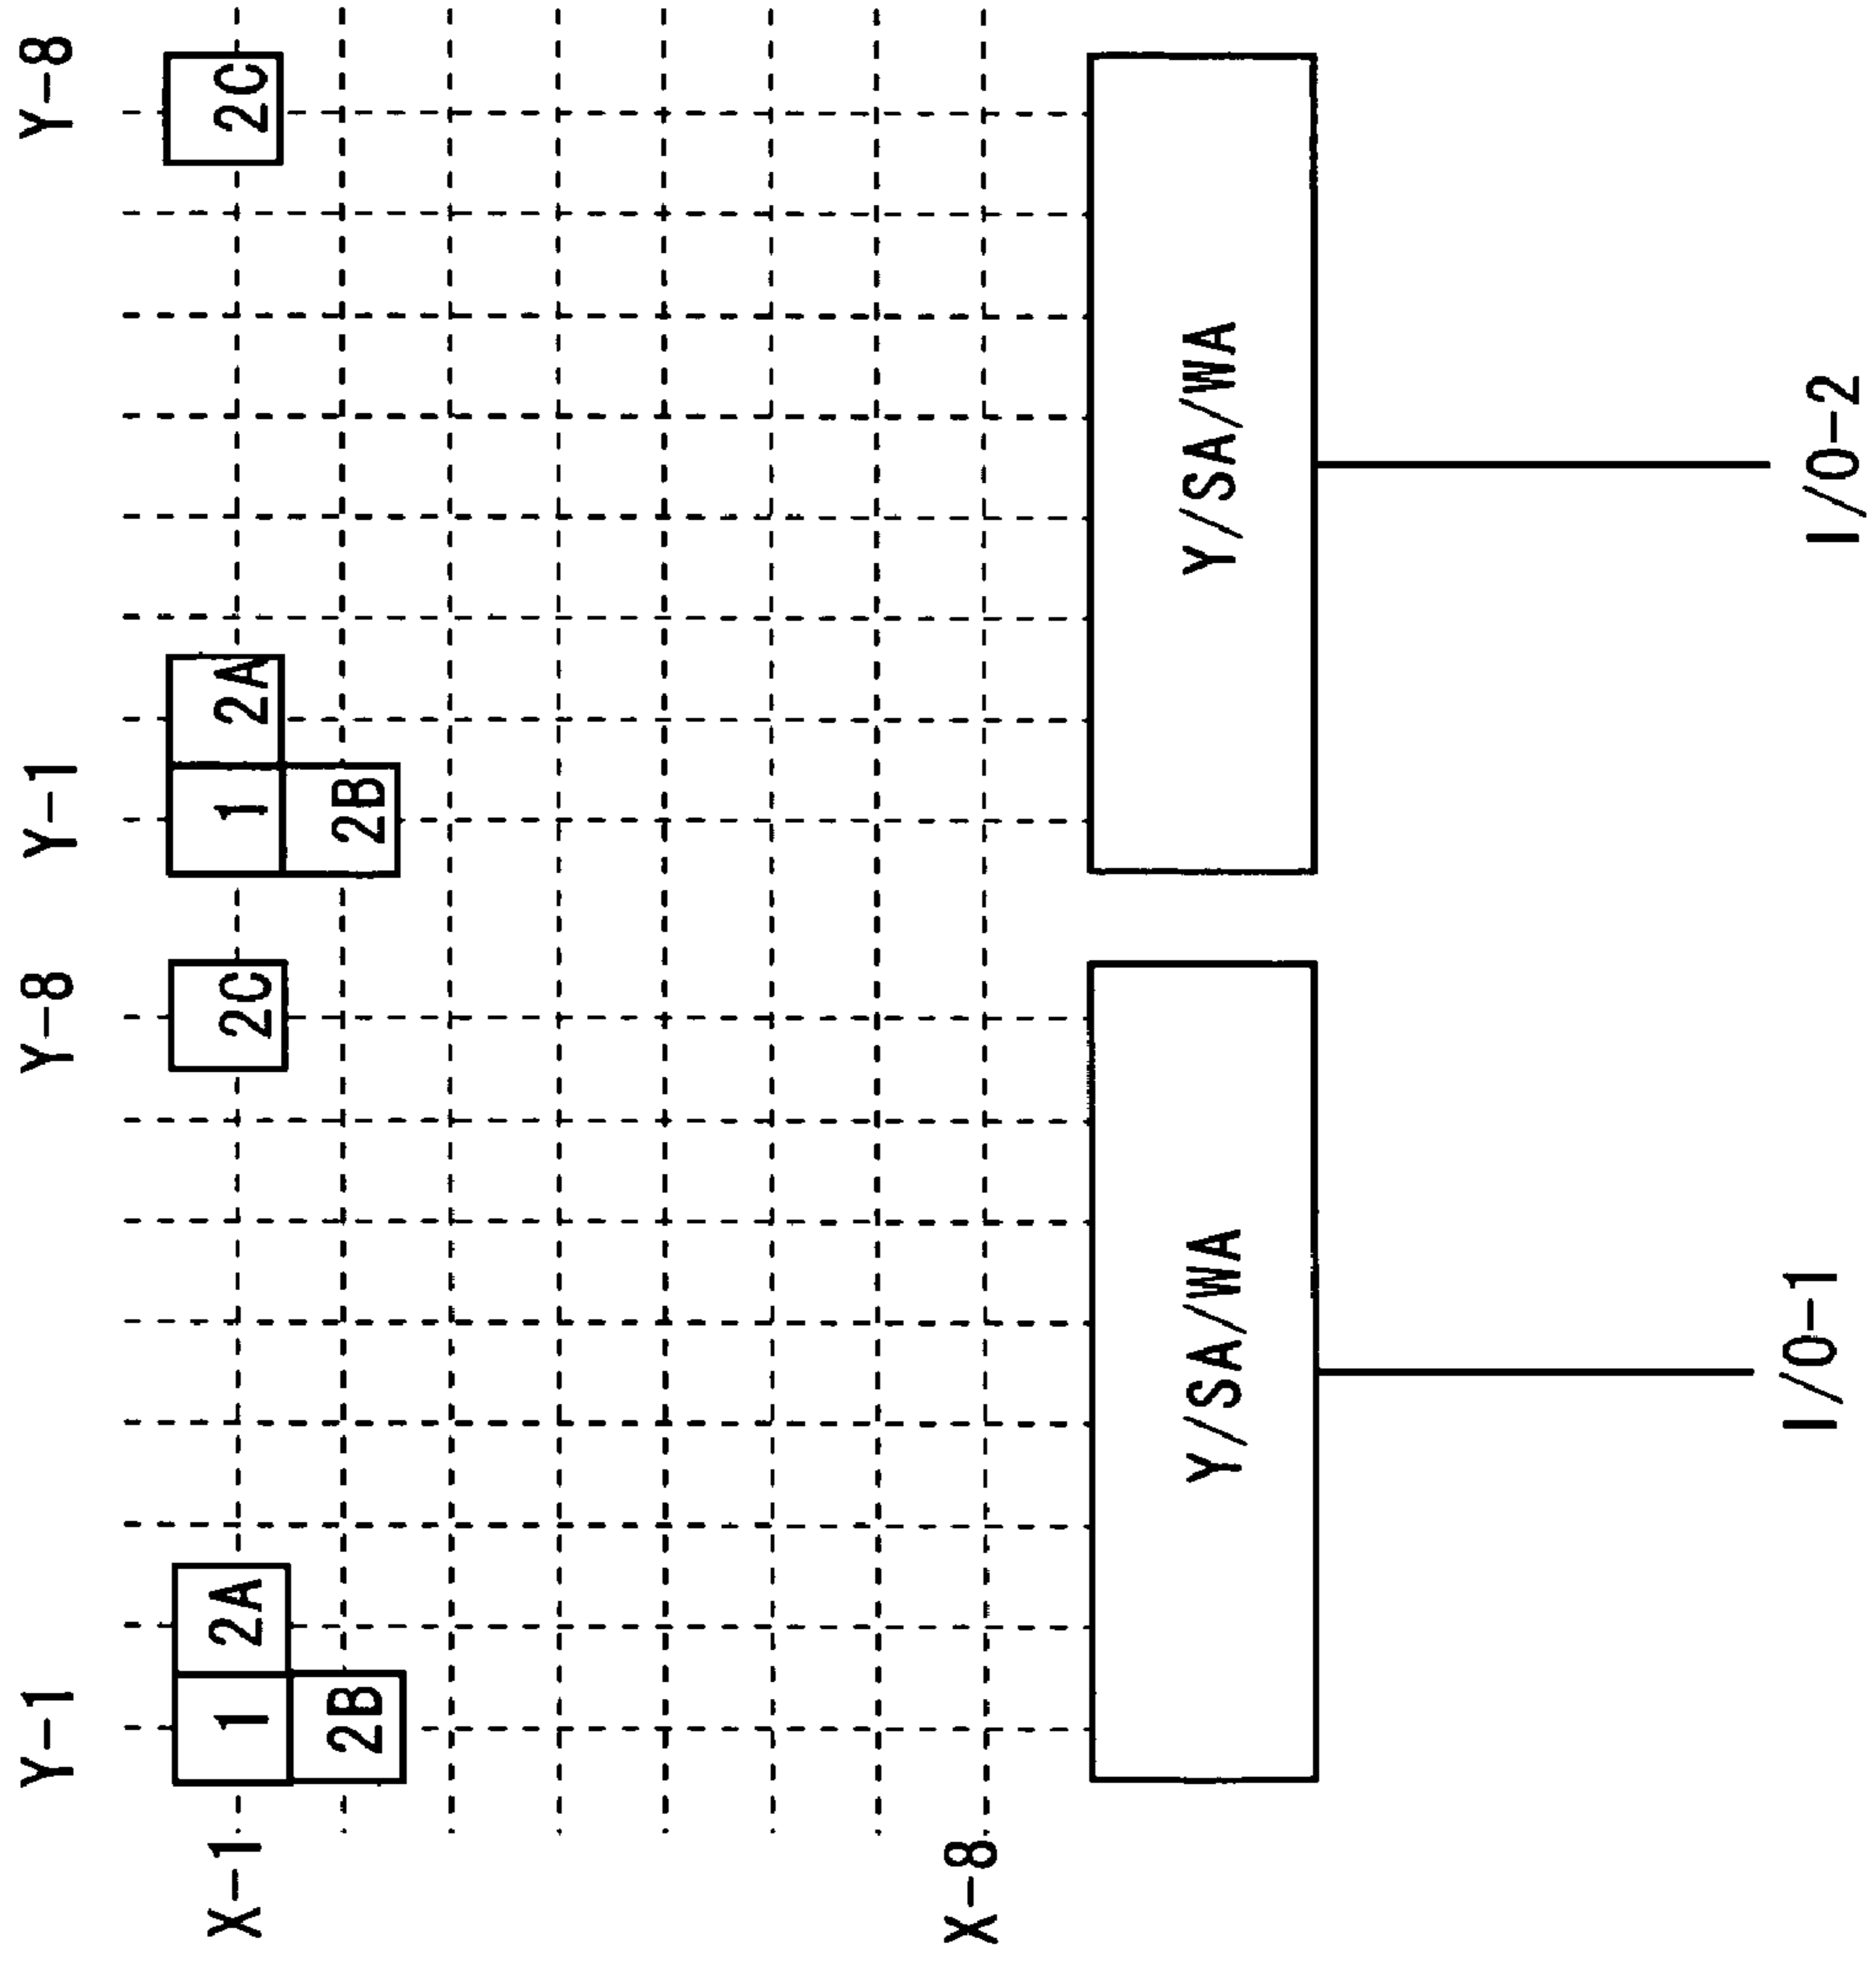 Y-1 Y-8 Y-1 Y-8
X-1 1 2A 2C 1 2A 2C
2B 2B
X-8
Y/SA/WA Y/SA/WA
I/O-1 I/O-2